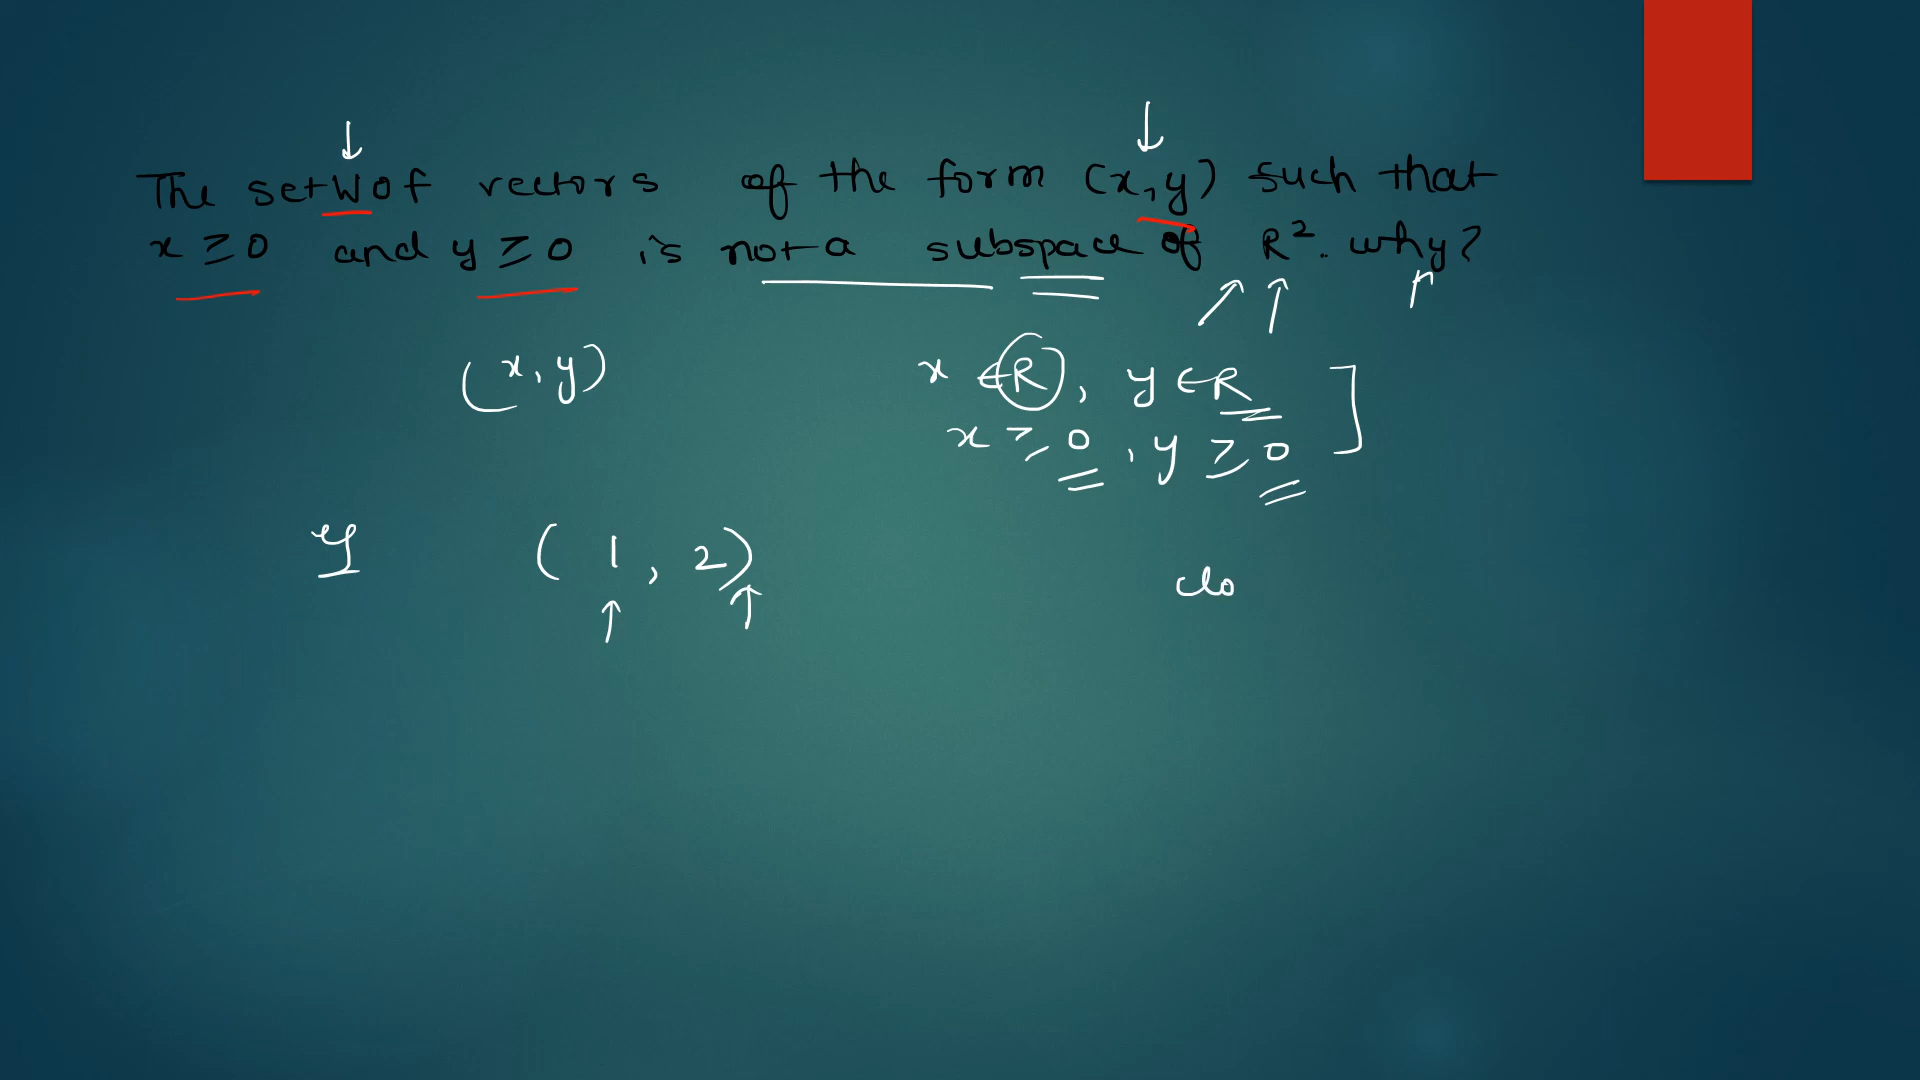 The set W of vectors of the form (x, y) such that
x ≥ 0 and y ≥ 0 is not a subspace of R². why?
(x, y) x ∈ R, y ∈ R
x ≥ 0, y ≥ 0
(1, 2) clo